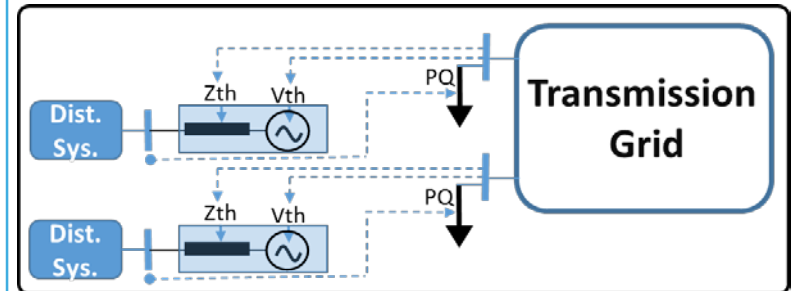 PQ
Transmission
Grid
Zth
Vth
Dist.
Sys.
PQ
Zth
Vth
Dist.
Sys.